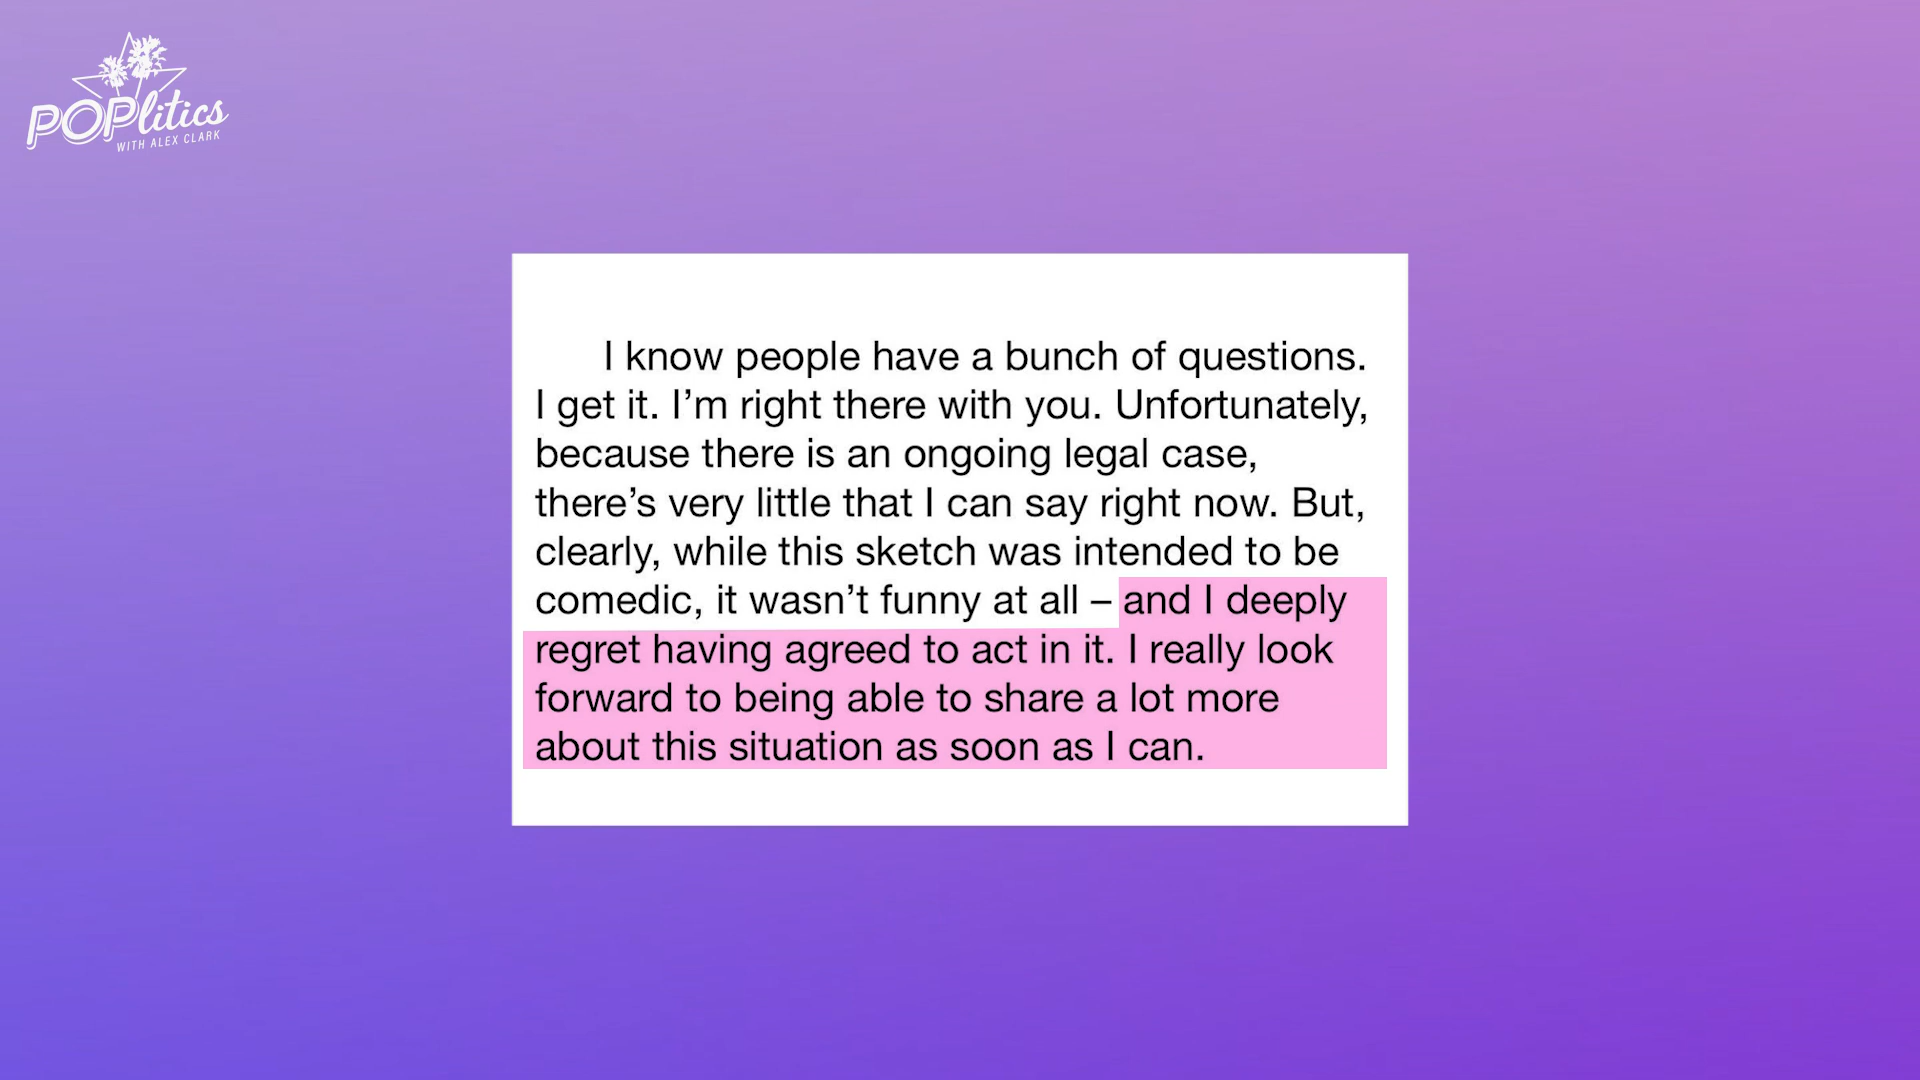 POPlitics
WITH ALEX CLARK
I know people have a bunch of questions.
I get it. I’m right there with you. Unfortunately,
because there is an ongoing legal case,
there’s very little that I can say right now. But,
clearly, while this sketch was intended to be
comedic, it wasn’t funny at all – and I deeply
regret having agreed to act in it. I really look
forward to being able to share a lot more
about this situation as soon as I can.